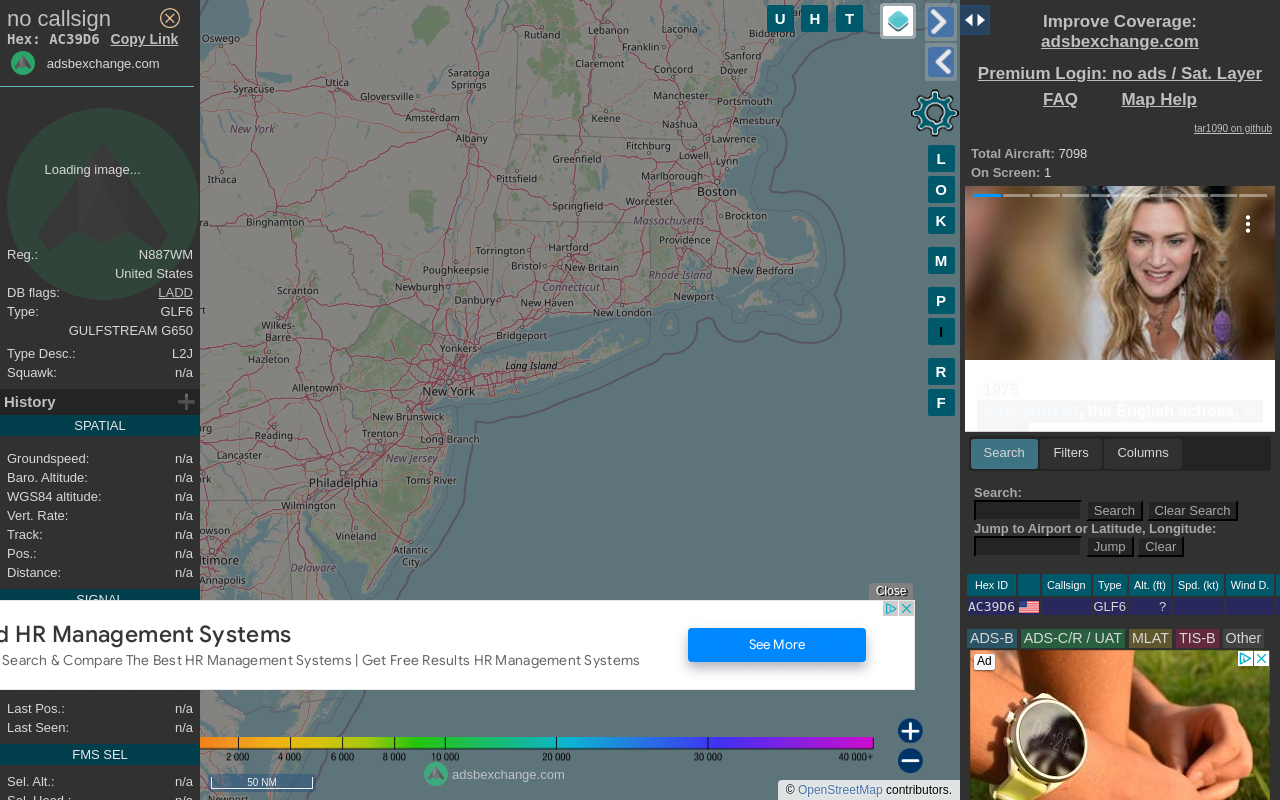 no callsign
Hex: AC39D6 Copy Link
adsbexchange.com
Loading image...
Reg.: N887WM
United States
DB flags: LADD
Type: GLF6
GULFSTREAM G650
Type Desc.: L2J
Squawk: n/a
History
SPATIAL
Groundspeed: n/a
Baro. Altitude: n/a
WGS84 altitude: n/a
Vert. Rate: n/a
Track: n/a
Pos.: n/a
Distance: n/a
SIGNAL
Last Pos.: n/a
Last Seen: n/a
FMS SEL
Sel. Alt.: n/a
Sel. Head.: n/a
U H T
L
O
K
M
P
I
R
F
Oswego
Rutland
Lebanon
Laconia
Biddeford
Franklin
Sanford
Claremont
Concord
Dover
Utica
Saratoga
Springs
Syracuse
Gloversville
Manchester
Portsmouth
Amsterdam
Keene
Nashua
Amesbury
New York
Albany
Lawrence
Fitchburg
Lowell
Lynn
Greenfield
Ithaca
Pittsfield
Marlborough
Boston
Worcester
Springfield
Massachusetts
Brockton
Binghamton
Providence
Torrington
Hartford
Bristol
New Britain
Poughkeepsie
Rhode Island
New Bedford
Scranton
Newburgh
Connecticut
Danbury
New Haven
Newport
New London
Wilkes-
Barre
Bridgeport
Yonkers
Hazleton
Long Island
Allentown
New York
New Brunswick
Reading
Trenton
Long Branch
Lancaster
New Jersey
Philadelphia
Toms River
Wilmington
Vineland
Atlantic
City
Annapolis
Delaware
Close
d HR Management Systems
Search & Compare The Best HR Management Systems | Get Free Results HR Management Systems
See More
2 000 4 000 6 000 8 000 10 000 20 000 30 000 40 000+
adsbexchange.com
50 NM
© OpenStreetMap contributors.
Improve Coverage:
adsbexchange.com
Premium Login: no ads / Sat. Layer
FAQ Map Help
tar1090 on github
Total Aircraft: 7098
On Screen: 1
1975
Kate Winslet, the English actress, is
Search Filters Columns
Search:
Search Clear Search
Jump to Airport or Latitude, Longitude:
Jump Clear
Hex ID Callsign Type Alt. (ft) Spd. (kt) Wind D.
AC39D6 GLF6 ?
ADS-B ADS-C/R / UAT MLAT TIS-B Other
Ad